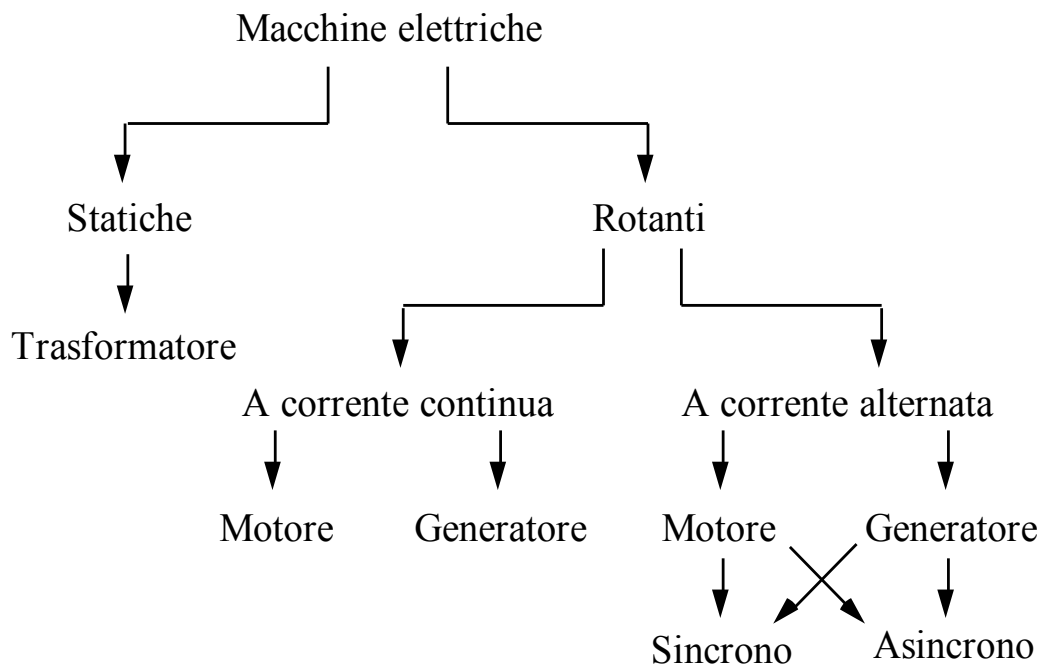 Macchine elettriche
Statiche
Rotanti
Trasformatore
A corrente continua
A corrente alternata
Motore
Generatore
Motore
Generatore
Sincrono
Asincrono